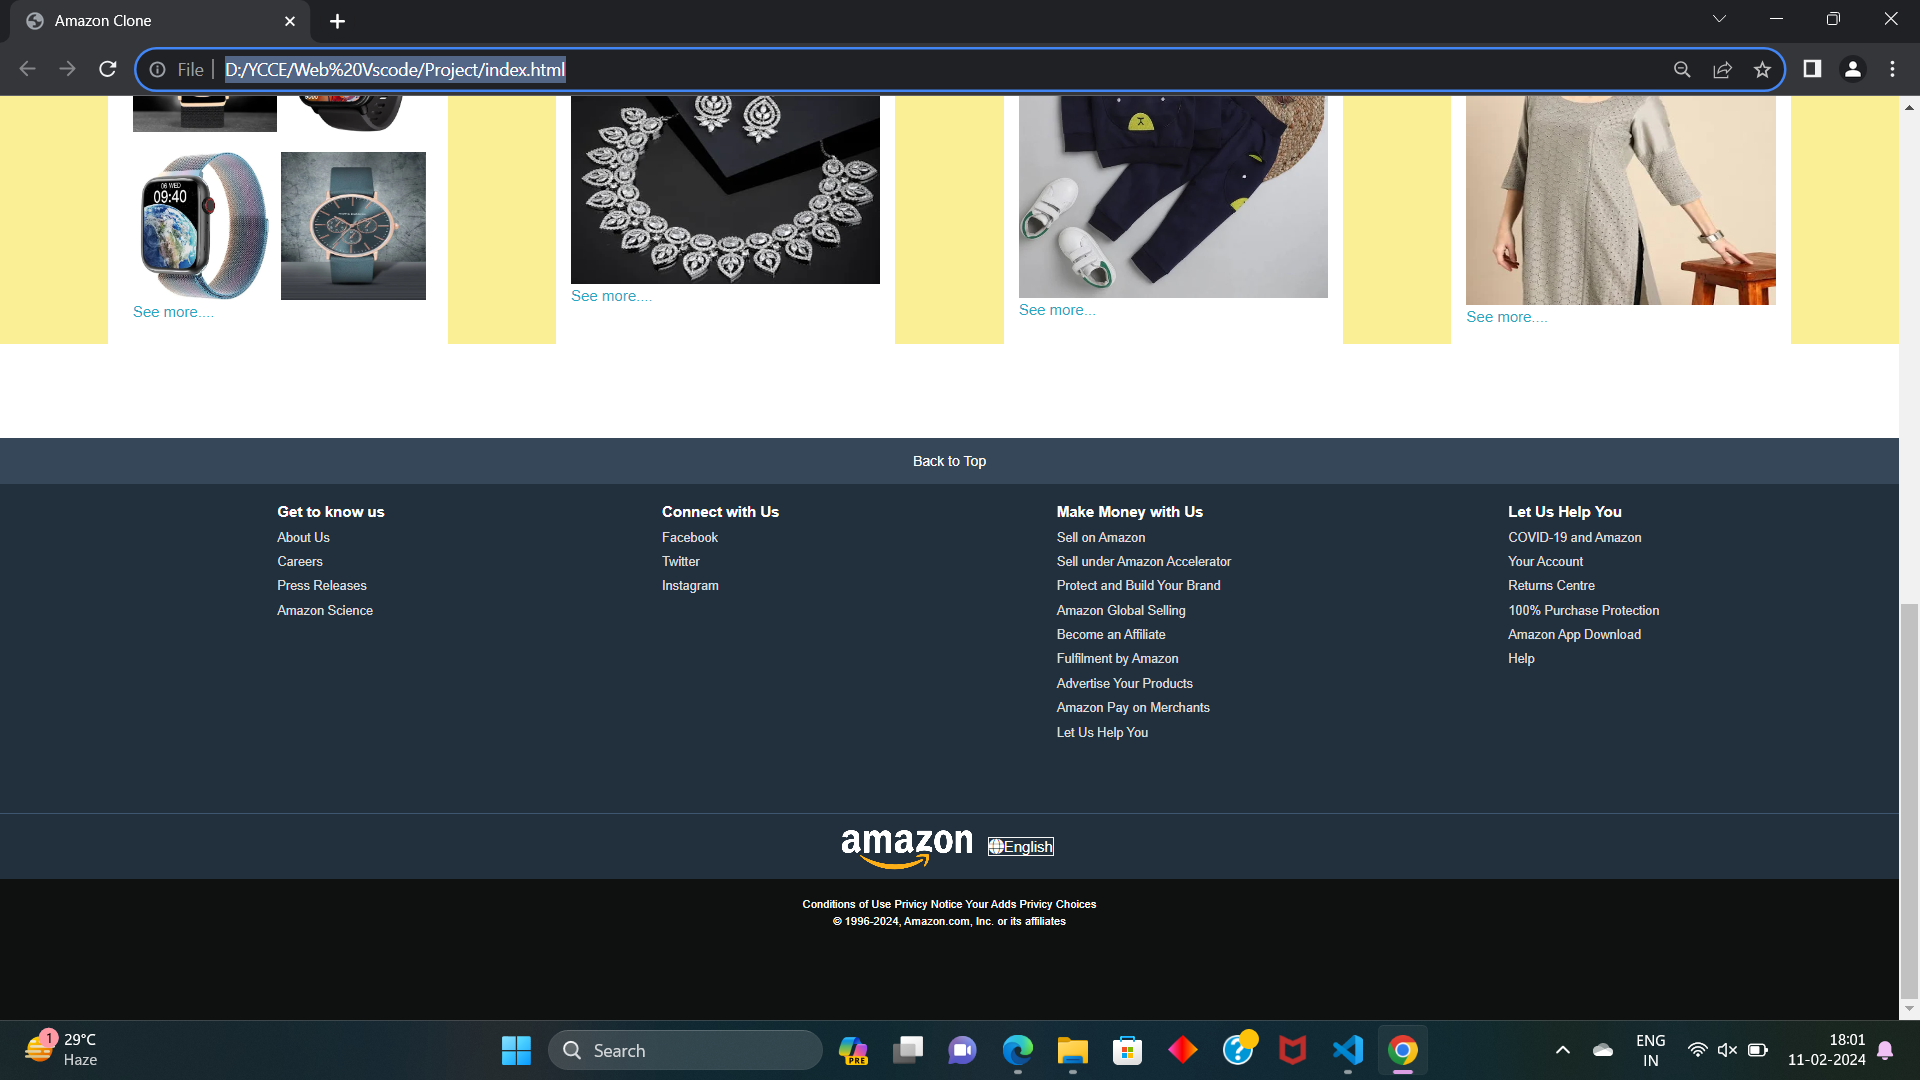 Amazon Clone
File
D:/YCCE/Web%20Vscode/Project/index.html
06 WED
09:40
See more....
See more....
See more...
See more....
Back to Top
Get to know us
About Us
Careers
Press Releases
Amazon Science
Connect with Us
Facebook
Twitter
Instagram
Make Money with Us
Sell on Amazon
Sell under Amazon Accelerator
Protect and Build Your Brand
Amazon Global Selling
Become an Affiliate
Fulfilment by Amazon
Advertise Your Products
Amazon Pay on Merchants
Let Us Help You
Let Us Help You
COVID-19 and Amazon
Your Account
Returns Centre
100% Purchase Protection
Amazon App Download
Help
amazon
English
Conditions of Use Privicy Notice Your Adds Privicy Choices
© 1996-2024, Amazon.com, Inc. or its affiliates
1
29°C
Haze
Search
PRE
ENG
IN
18:01
11-02-2024